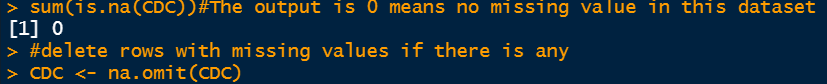 > sum(is.na(CDC))#The output is 0 means no missing value in this dataset
[1] 0
> #delete rows with missing values if there is any
> CDC <- na.omit(CDC)